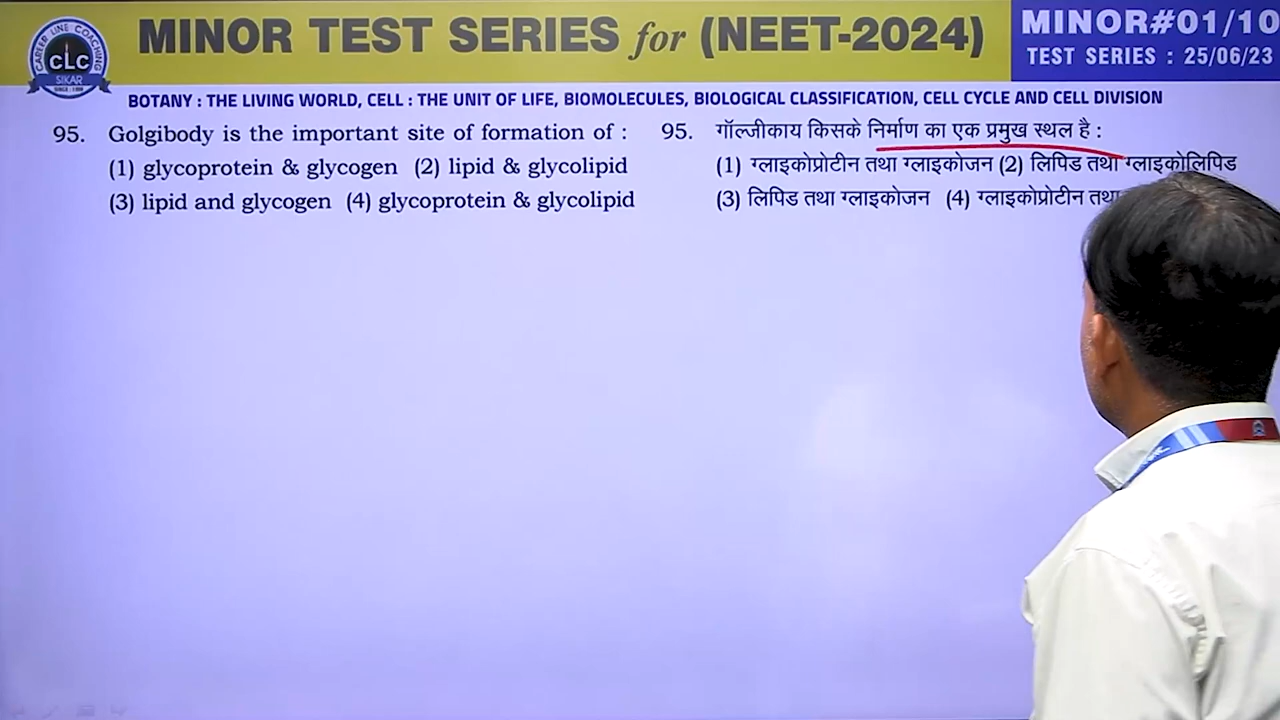 MINOR TEST SERIES for (NEET-2024)
MINOR#01/10
TEST SERIES : 25/06/23
CAREER LINE COACHING
CLC
SIKAR
BOTANY : THE LIVING WORLD, CELL : THE UNIT OF LIFE, BIOMOLECULES, BIOLOGICAL CLASSIFICATION, CELL CYCLE AND CELL DIVISION
95. Golgibody is the important site of formation of :
(1) glycoprotein & glycogen (2) lipid & glycolipid
(3) lipid and glycogen (4) glycoprotein & glycolipid
95. गॉल्जीकाय किसके निर्माण का एक प्रमुख स्थल है :
(1) ग्लाइकोप्रोटीन तथा ग्लाइकोजन (2) लिपिड तथा ग्लाइकोलिपिड
(3) लिपिड तथा ग्लाइकोजन (4) ग्लाइकोप्रोटीन तथा